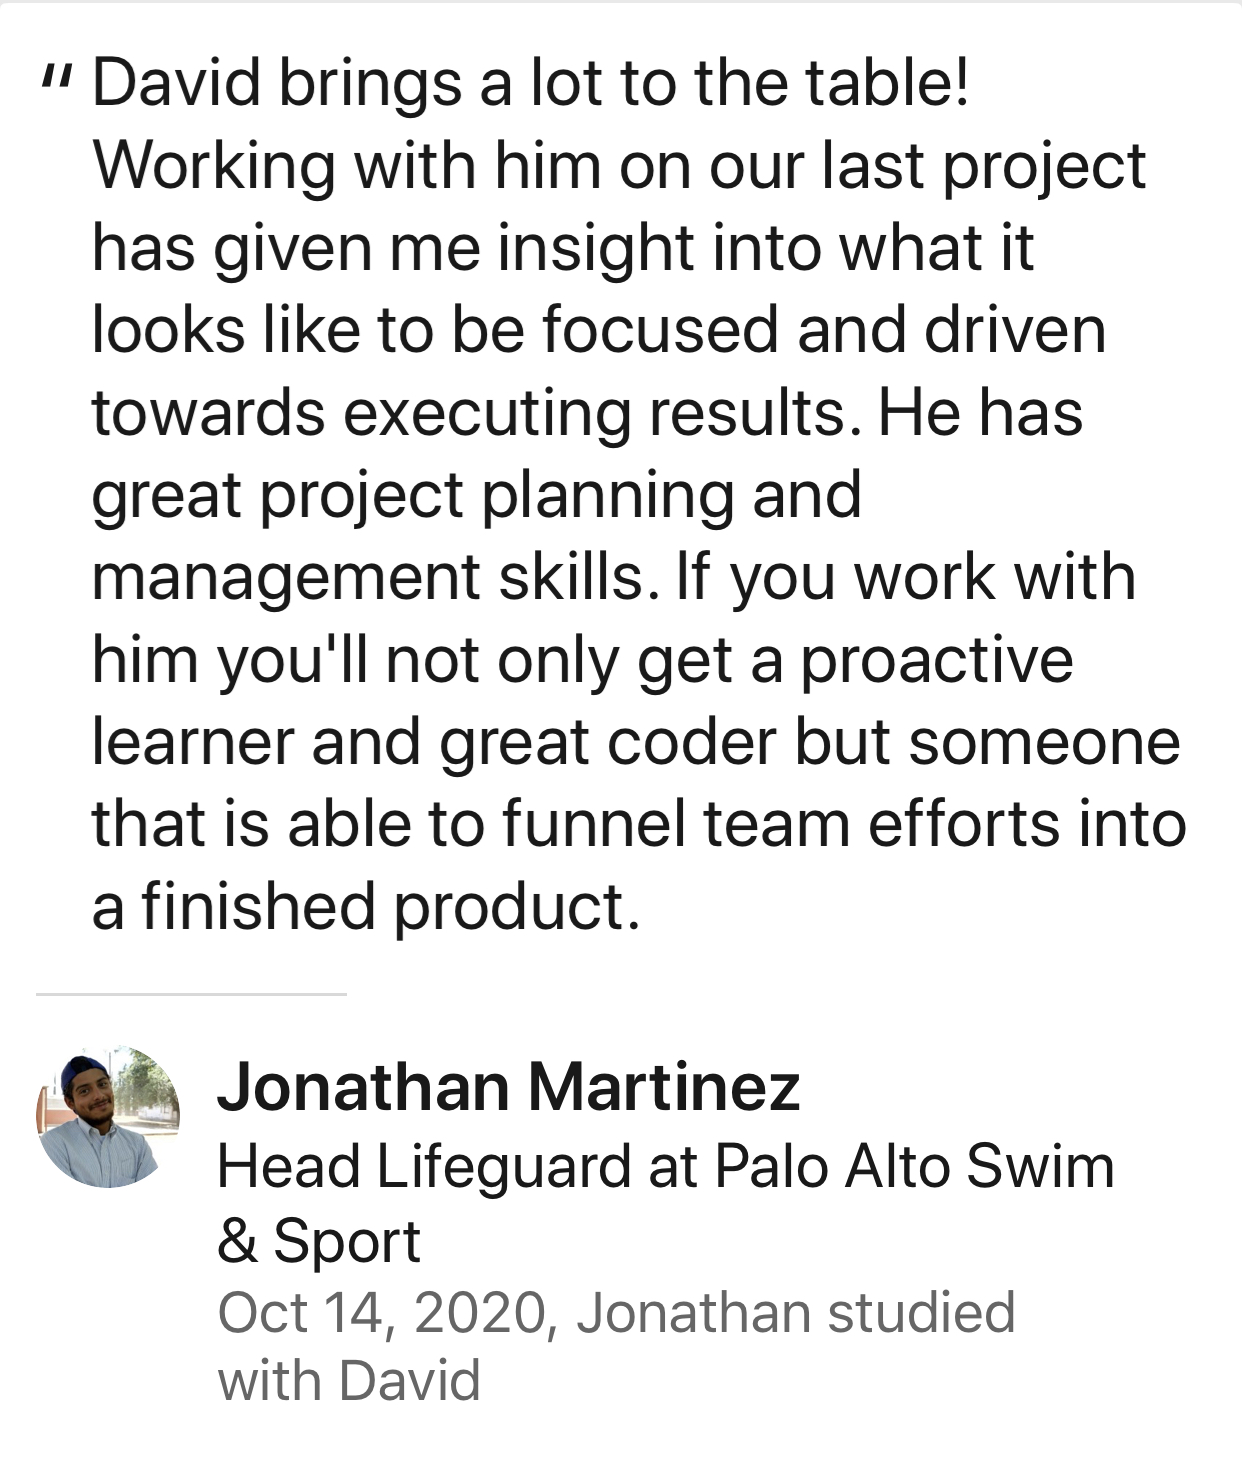 " David brings a lot to the table!
Working with him on our last project
has given me insight into what it
looks like to be focused and driven
towards executing results. He has
great project planning and
management skills. If you work with
him you'll not only get a proactive
learner and great coder but someone
that is able to funnel team efforts into
a finished product.
Jonathan Martinez
Head Lifeguard at Palo Alto Swim
& Sport
Oct 14, 2020, Jonathan studied
with David